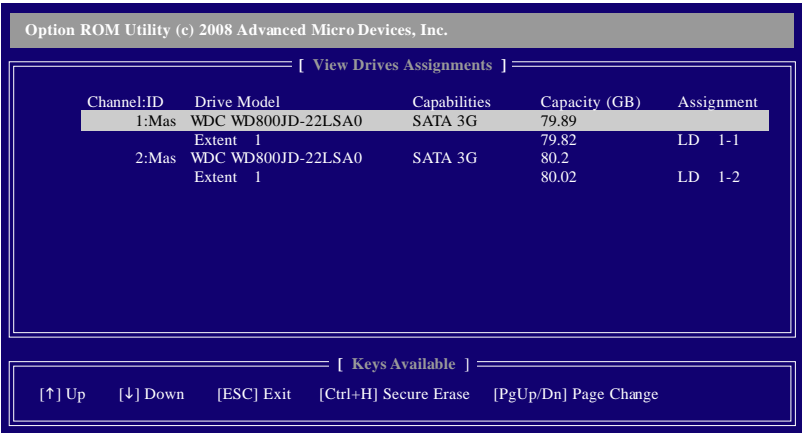 Option ROM Utility (c) 2008 Advanced Micro Devices, Inc.
[ View Drives Assignments ]
Channel:ID Drive Model Capabilities Capacity (GB) Assignment
1:Mas WDC WD800JD-22LSA0 SATA 3G 79.89
Extent 1 79.82 LD 1-1
2:Mas WDC WD800JD-22LSA0 SATA 3G 80.2
Extent 1 80.02 LD 1-2
[ Keys Available ]
[↑] Up [↓] Down [ESC] Exit [Ctrl+H] Secure Erase [PgUp/Dn] Page Change